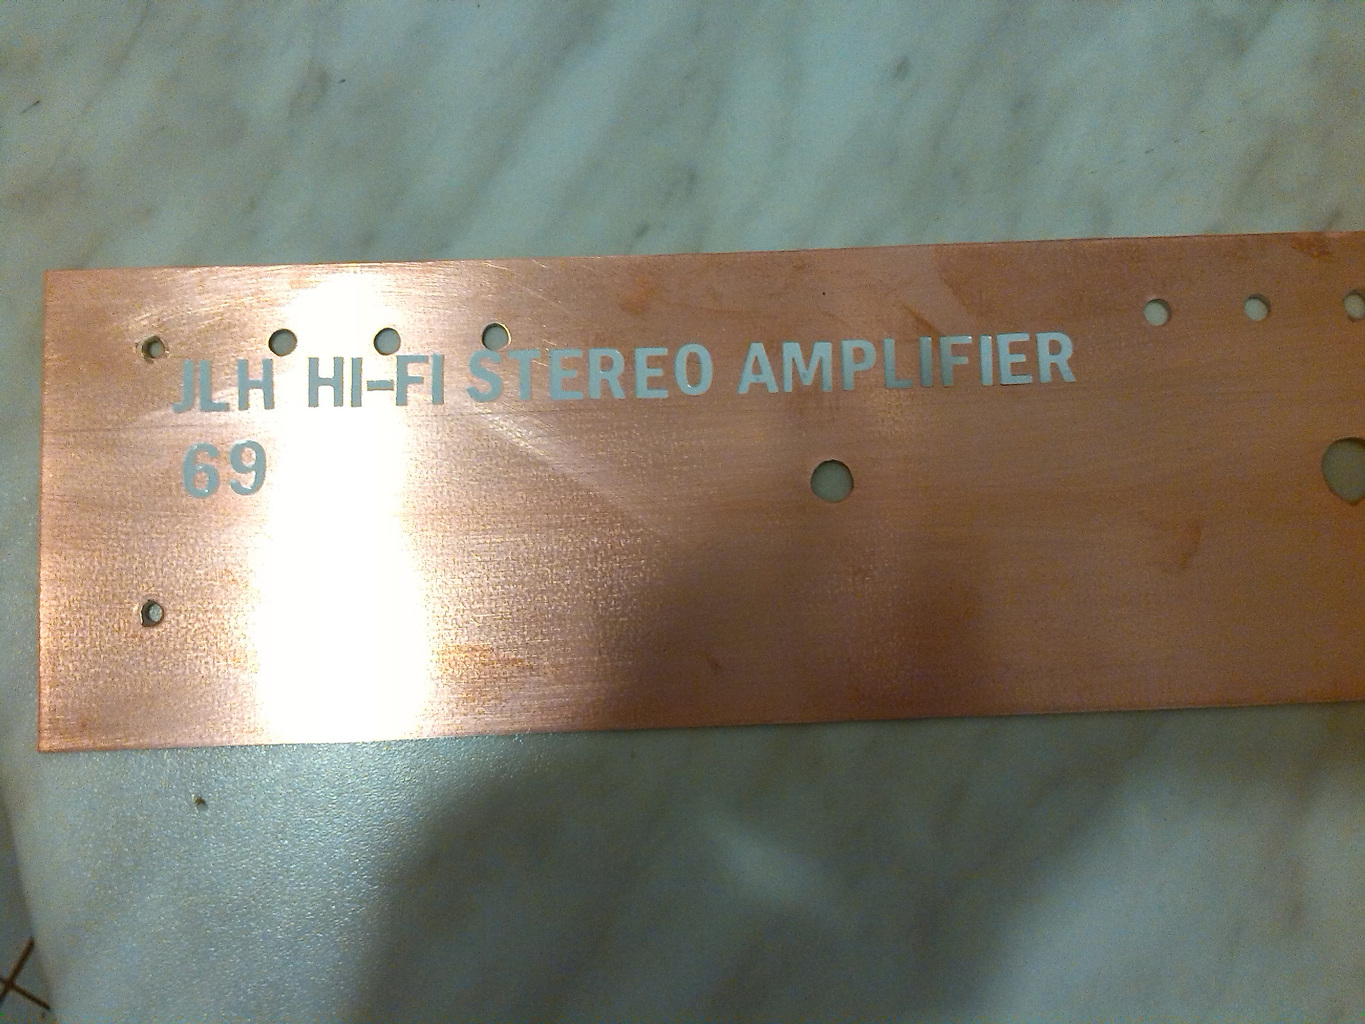 JLH HI-FI STEREO AMPLIFIER
69